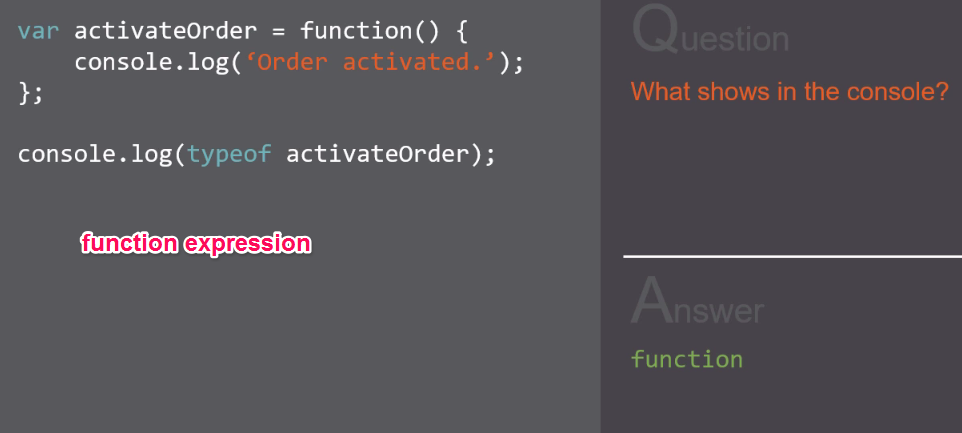 var activateOrder = function() {
    console.log(‘Order activated.’);
};
console.log(typeof activateOrder);
function expression
Question
What shows in the console?
Answer
function